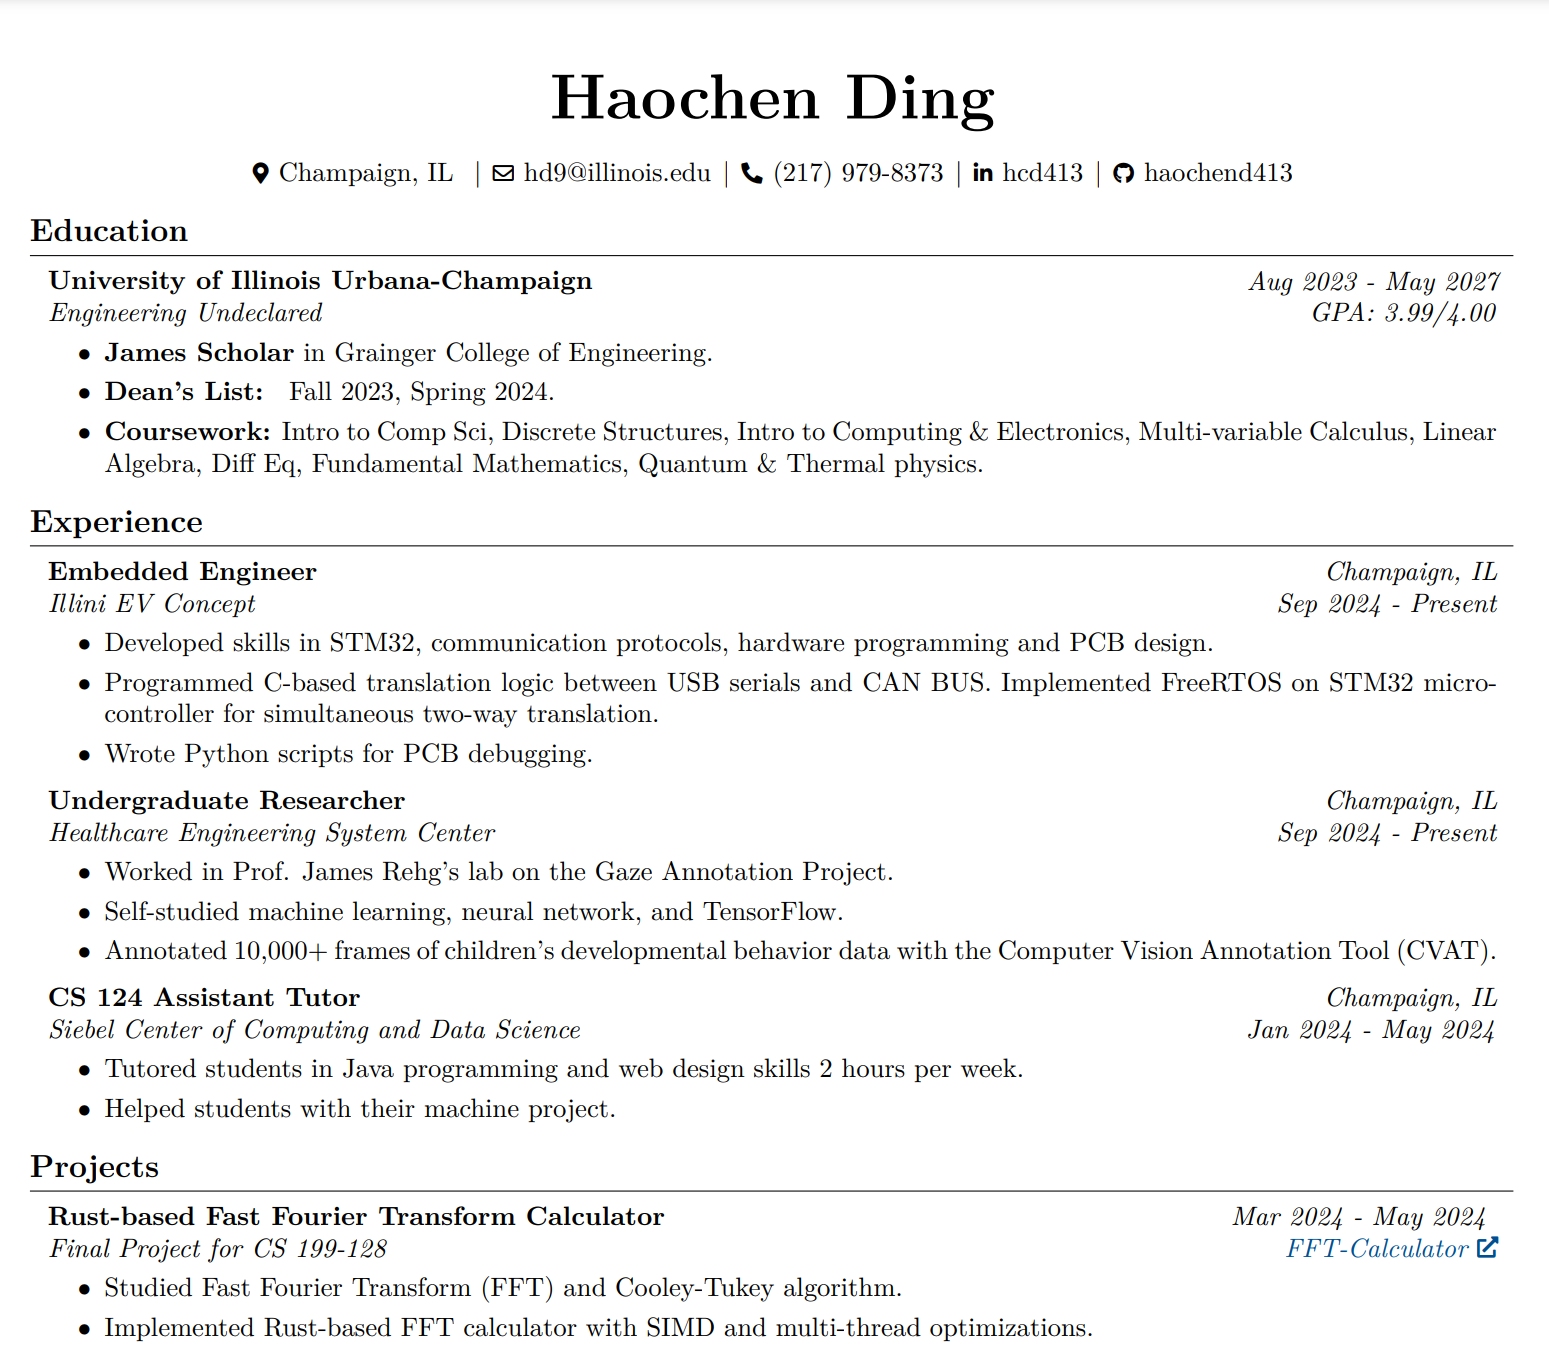 Haochen Ding
Champaign, IL | hd9@illinois.edu | (217) 979-8373 | hcd413 | haochend413
Education
University of Illinois Urbana-Champaign Aug 2023 - May 2027
Engineering Undeclared GPA: 3.99/4.00
• James Scholar in Grainger College of Engineering.
• Dean's List: Fall 2023, Spring 2024.
• Coursework: Intro to Comp Sci, Discrete Structures, Intro to Computing & Electronics, Multi-variable Calculus, Linear
Algebra, Diff Eq, Fundamental Mathematics, Quantum & Thermal physics.
Experience
Embedded Engineer Champaign, IL
Illini EV Concept Sep 2024 - Present
• Developed skills in STM32, communication protocols, hardware programming and PCB design.
• Programmed C-based translation logic between USB serials and CAN BUS. Implemented FreeRTOS on STM32 micro-
controller for simultaneous two-way translation.
• Wrote Python scripts for PCB debugging.
Undergraduate Researcher Champaign, IL
Healthcare Engineering System Center Sep 2024 - Present
• Worked in Prof. James Rehg's lab on the Gaze Annotation Project.
• Self-studied machine learning, neural network, and TensorFlow.
• Annotated 10,000+ frames of children's developmental behavior data with the Computer Vision Annotation Tool (CVAT).
CS 124 Assistant Tutor Champaign, IL
Siebel Center of Computing and Data Science Jan 2024 - May 2024
• Tutored students in Java programming and web design skills 2 hours per week.
• Helped students with their machine project.
Projects
Rust-based Fast Fourier Transform Calculator Mar 2024 - May 2024
Final Project for CS 199-128 FFT-Calculator
• Studied Fast Fourier Transform (FFT) and Cooley-Tukey algorithm.
• Implemented Rust-based FFT calculator with SIMD and multi-thread optimizations.